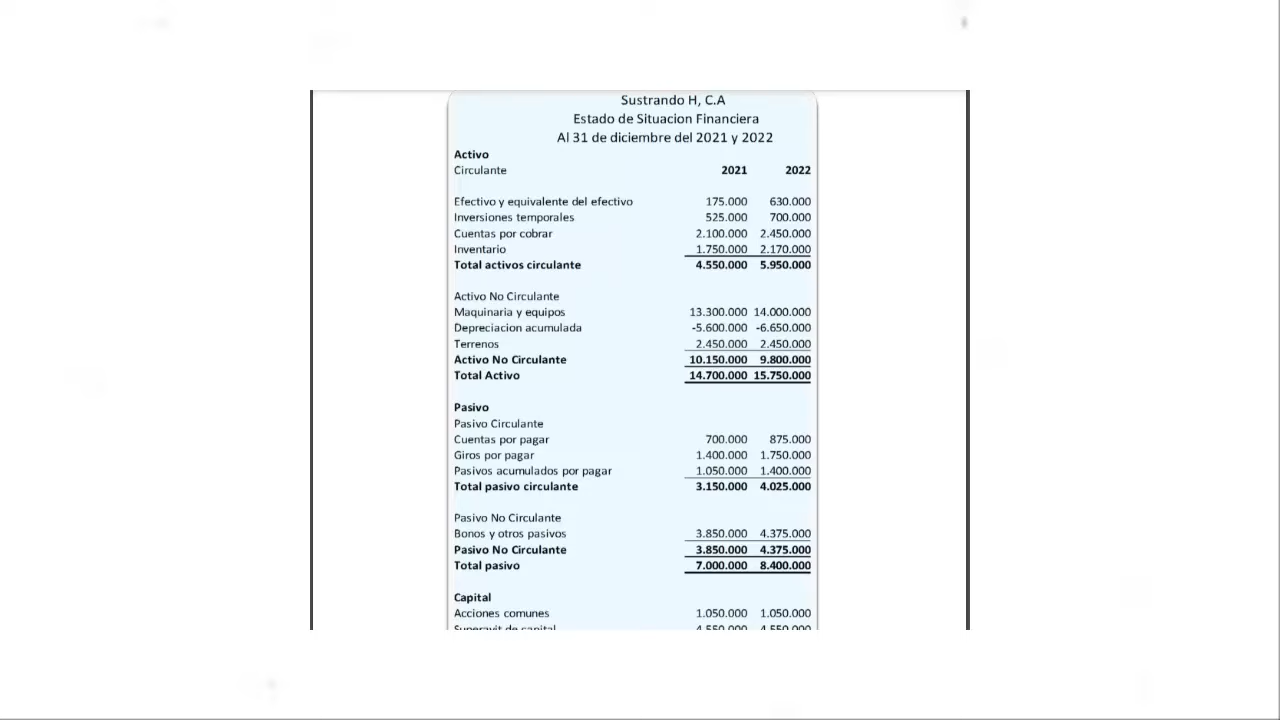 Sustrando H, C.A
Estado de Situacion Financiera
Al 31 de diciembre del 2021 y 2022
Activo
Circulante 2021 2022
Efectivo y equivalente del efectivo 175.000 630.000
Inversiones temporales 525.000 700.000
Cuentas por cobrar 2.100.000 2.450.000
Inventario 1.750.000 2.170.000
Total activos circulante 4.550.000 5.950.000
Activo No Circulante
Maquinaria y equipos 13.300.000 14.000.000
Depreciacion acumulada -5.600.000 -6.650.000
Terrenos 2.450.000 2.450.000
Activo No Circulante 10.150.000 9.800.000
Total Activo 14.700.000 15.750.000
Pasivo
Pasivo Circulante
Cuentas por pagar 700.000 875.000
Giros por pagar 1.400.000 1.750.000
Pasivos acumulados por pagar 1.050.000 1.400.000
Total pasivo circulante 3.150.000 4.025.000
Pasivo No Circulante
Bonos y otros pasivos 3.850.000 4.375.000
Pasivo No Circulante 3.850.000 4.375.000
Total pasivo 7.000.000 8.400.000
Capital
Acciones comunes 1.050.000 1.050.000
Superavit de capital 4.550.000 4.550.000